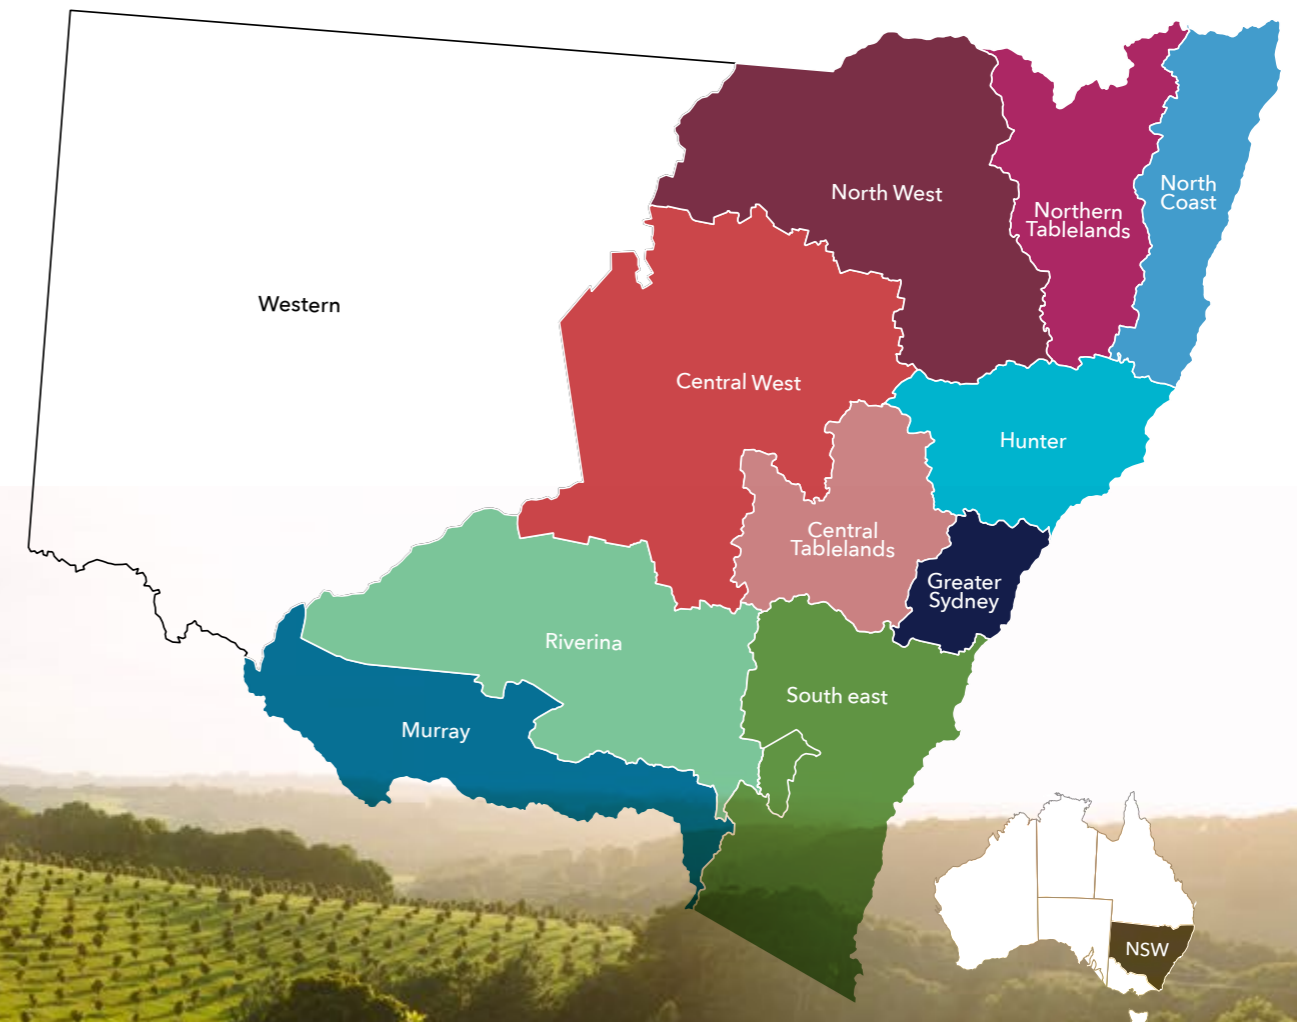 North West
North
Coast
Northern
Tablelands
Western
Central West
Hunter
Central
Tablelands
Greater
Sydney
Riverina
South east
Murray
NSW